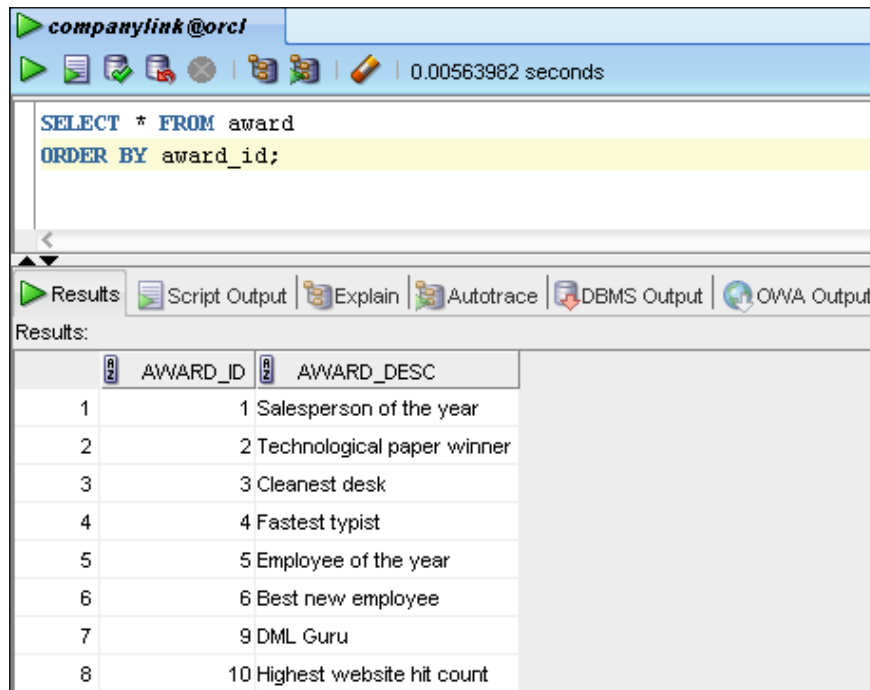 companylink@orcl
0.00563982 seconds
SELECT * FROM award
ORDER BY award_id;
Results Script Output Explain Autotrace DBMS Output OWA Output
Results:
AWARD_ID AWARD_DESC
1 1 Salesperson of the year
2 2 Technological paper winner
3 3 Cleanest desk
4 4 Fastest typist
5 5 Employee of the year
6 6 Best new employee
7 9 DML Guru
8 10 Highest website hit count